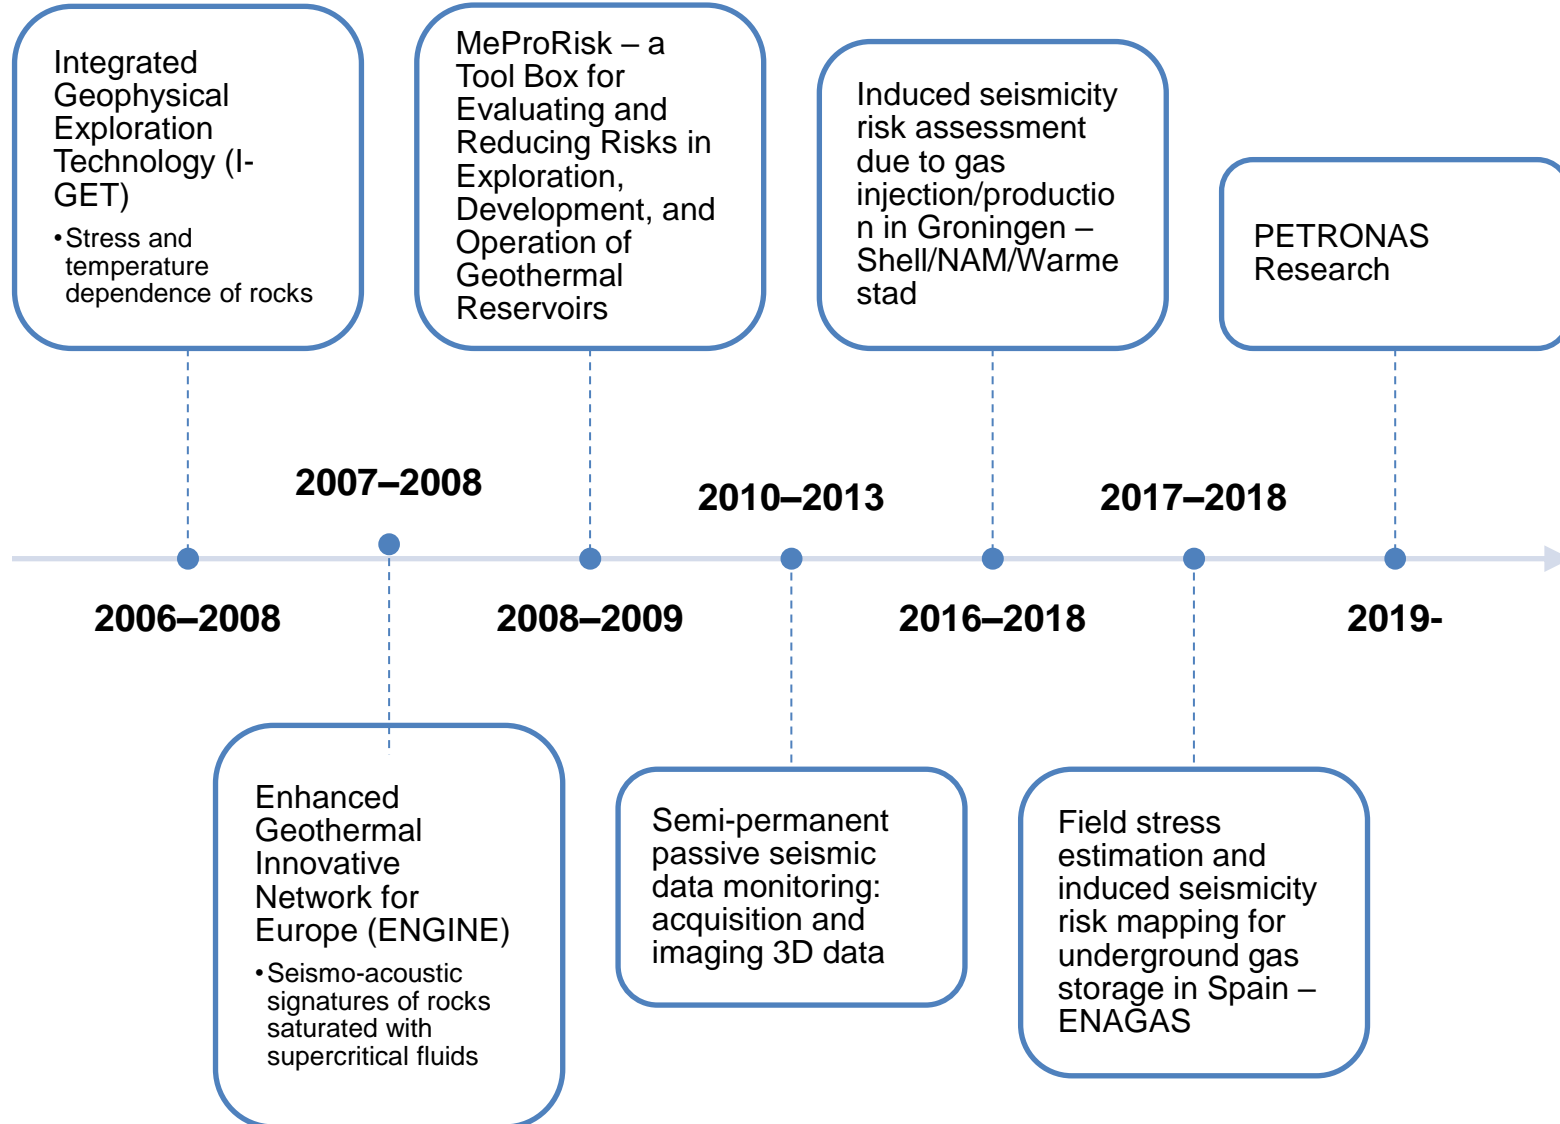 Integrated
Geophysical
Exploration
Technology (I-
GET)
•Stress and
temperature
dependence of rocks
MeProRisk – a
Tool Box for
Evaluating and
Reducing Risks in
Exploration,
Development, and
Operation of
Geothermal
Reservoirs
Induced seismicity
risk assessment
due to gas
injection/productio
n in Groningen –
Shell/NAM/Warme
stad
PETRONAS
Research
2007–2008
2010–2013
2017–2018
2006–2008
2008–2009
2016–2018
2019-
Enhanced
Geothermal
Innovative
Network for
Europe (ENGINE)
•Seismo-acoustic
signatures of rocks
saturated with
supercritical fluids
Semi-permanent
passive seismic
data monitoring:
acquisition and
imaging 3D data
Field stress
estimation and
induced seismicity
risk mapping for
underground gas
storage in Spain –
ENAGAS